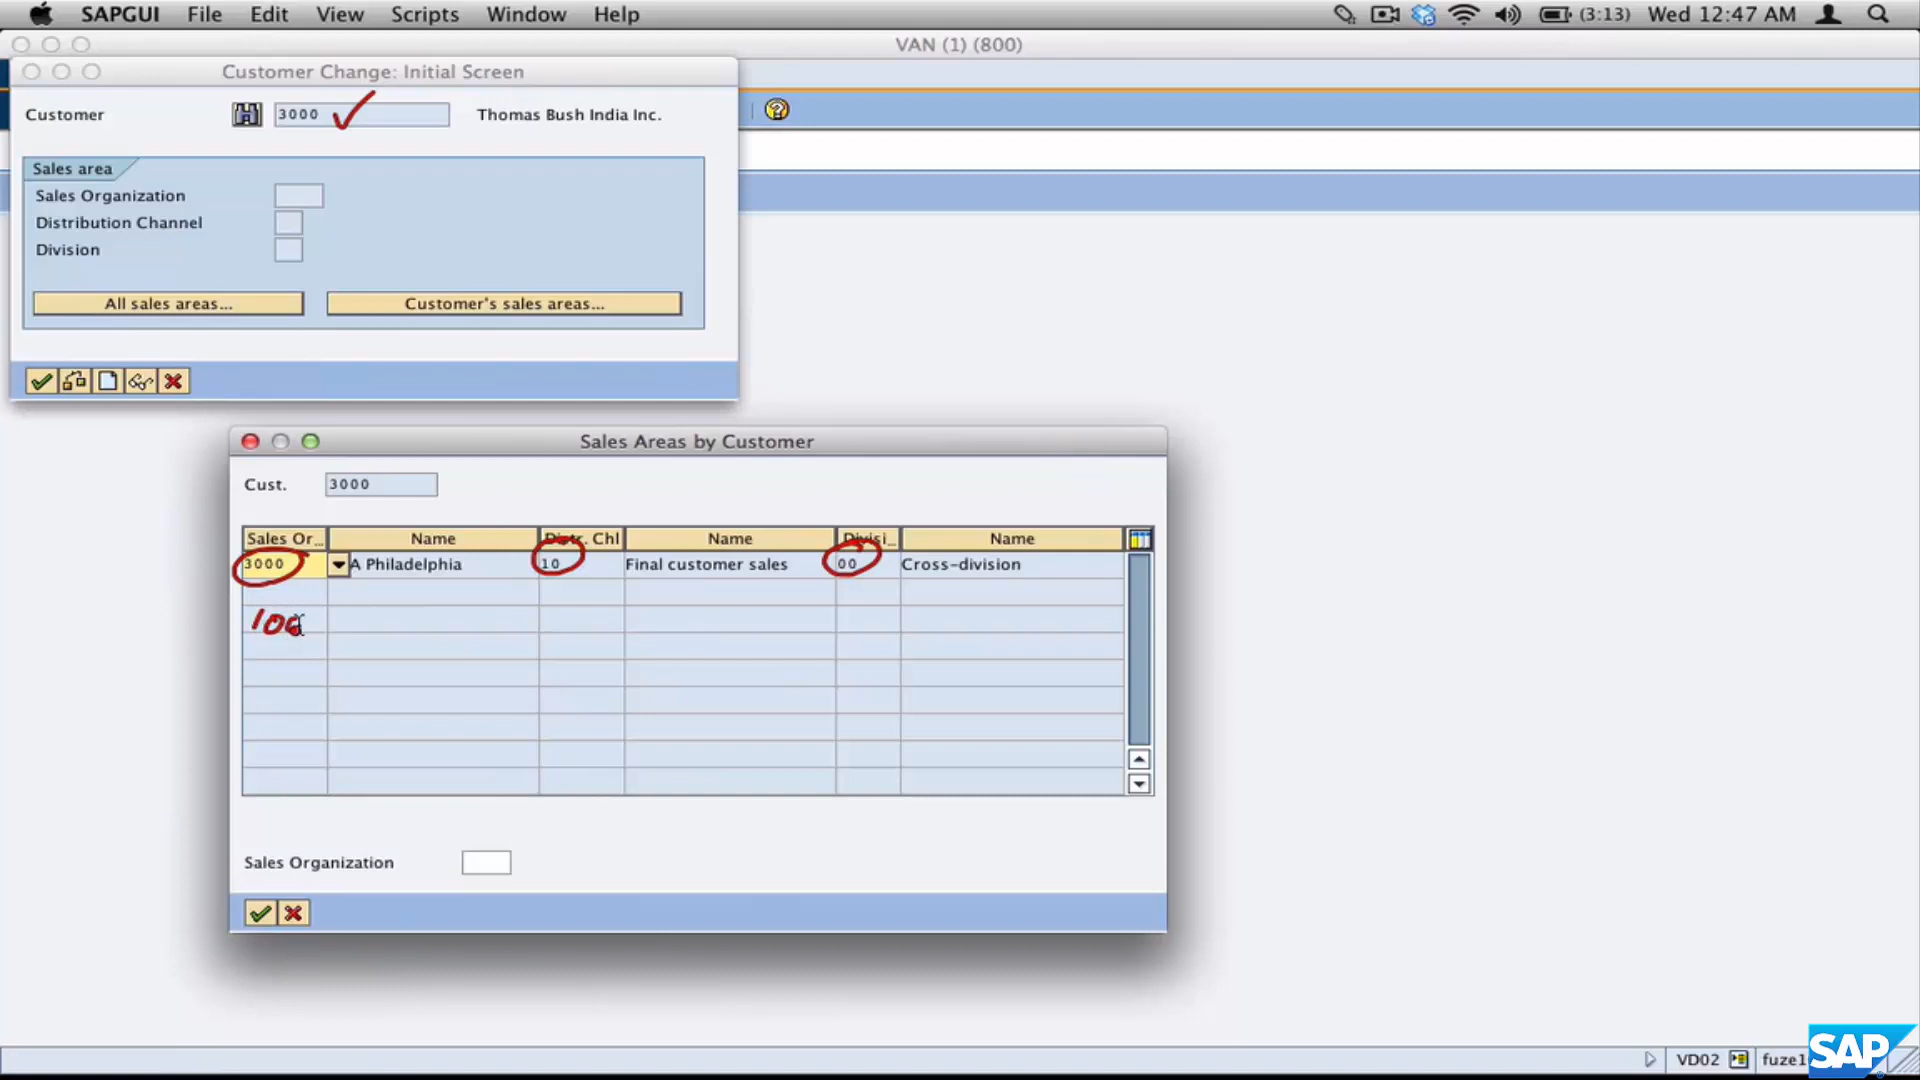 SAPGUI File Edit View Scripts Window Help (3:13) Wed 12:47 AM
VAN (1) (800)
Customer Change: Initial Screen
Customer 3000 Thomas Bush India Inc.
Sales area
Sales Organization
Distribution Channel
Division
All sales areas... Customer's sales areas...
Sales Areas by Customer
Cust. 3000
Sales Or... Name Distr. Chl Name Divisi... Name
3000 A Philadelphia 10 Final customer sales 00 Cross-division
100
Sales Organization
VD02 fuze1
SAP